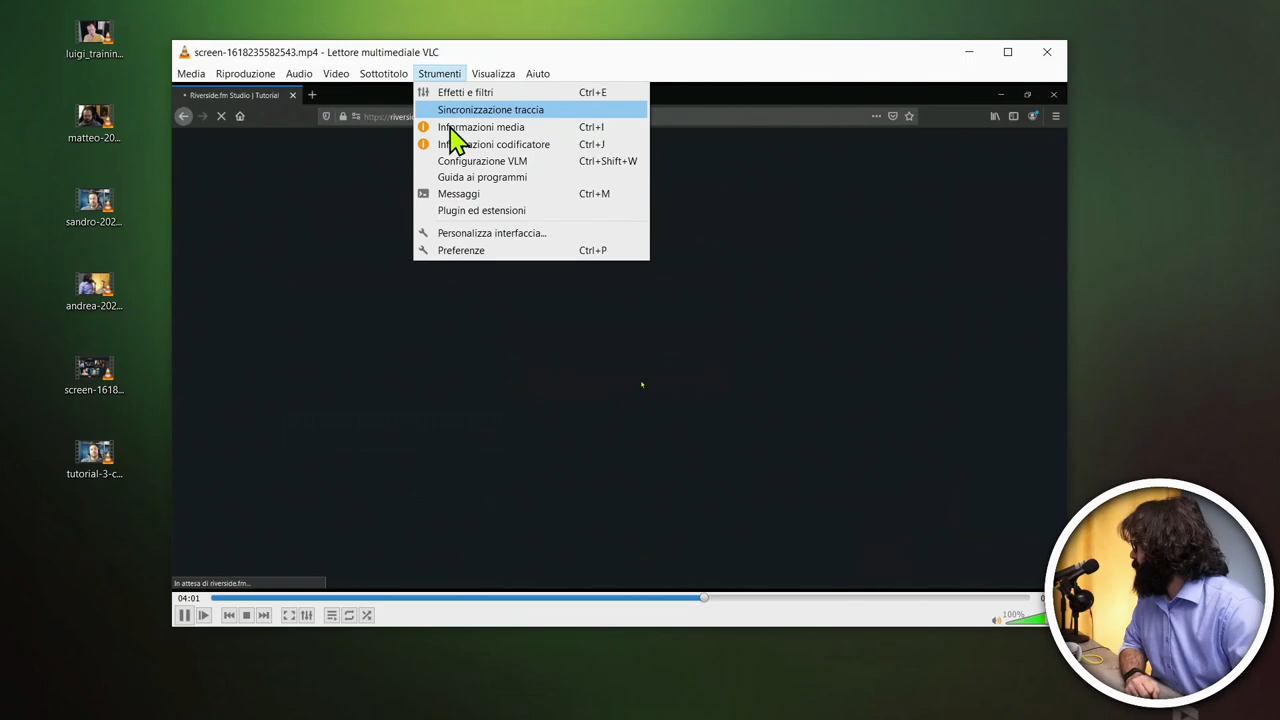 luigi_trainin...
matteo-20...
sandro-202...
andrea-202...
screen-1618...
tutorial-3-c...
screen-1618235582543.mp4 - Lettore multimediale VLC
Media Riproduzione Audio Video Sottotitolo Strumenti Visualizza Aiuto
Riverside.fm Studio | Tutorial
https://riversi
Effetti e filtri Ctrl+E
Sincronizzazione traccia
Informazioni media Ctrl+I
codificatore Ctrl+J
Configurazione VLM Ctrl+Shift+W
Guida ai programmi
Messaggi Ctrl+M
Plugin ed estensioni
Personalizza interfaccia...
Preferenze Ctrl+P
In attesa di riverside.fm...
04:01
100%